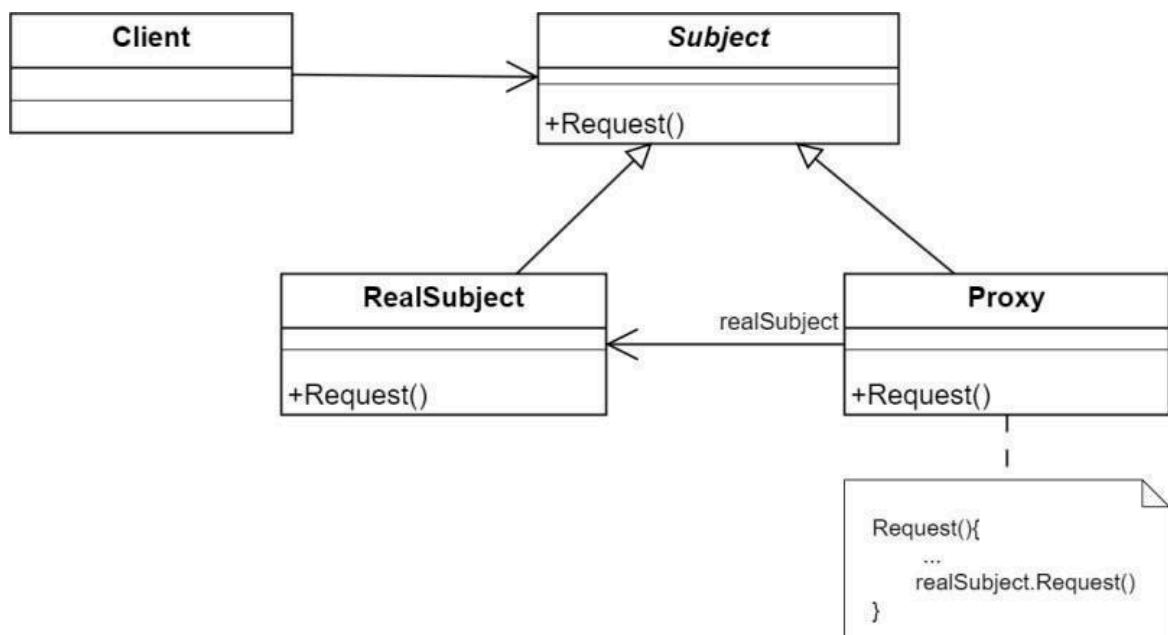 Client
Subject
+Request()
RealSubject
+Request()
realSubject
Proxy
+Request()
Request(){
...
realSubject.Request()
}